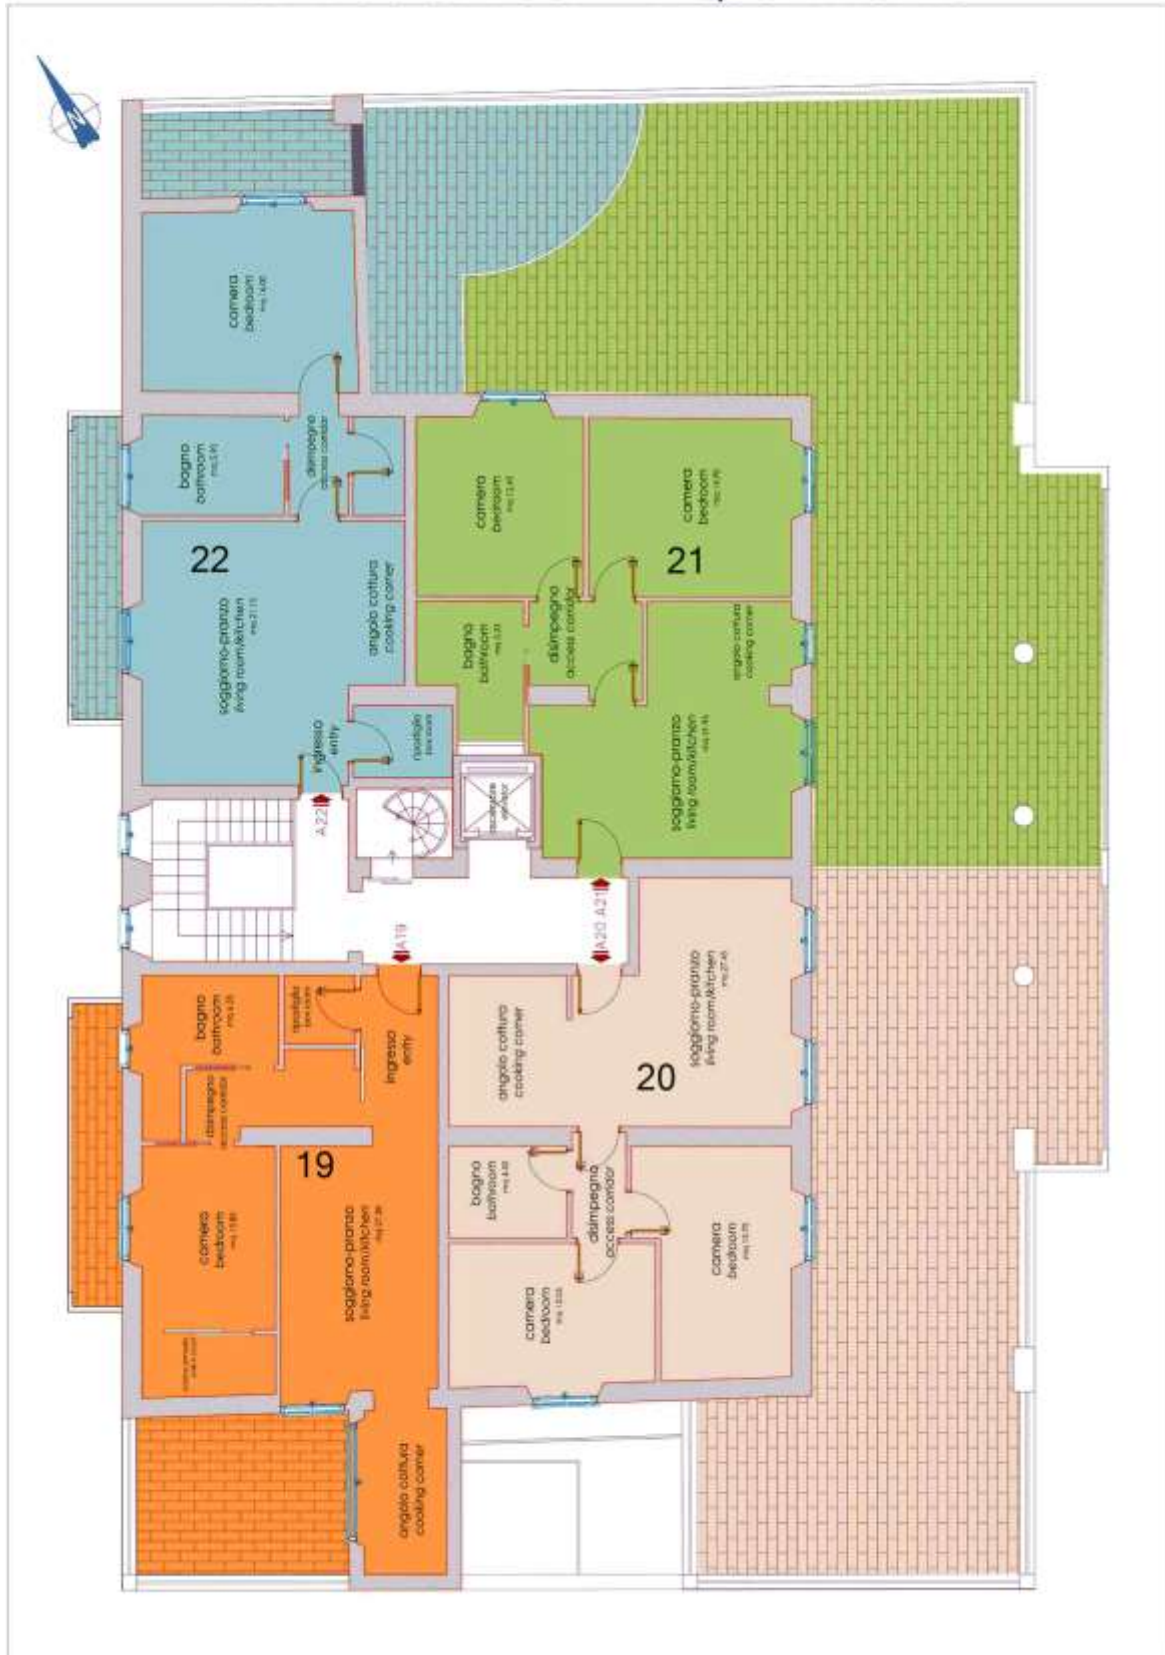 N
camera
bedroom
bagno
bathroom
disimpegno
access corridor
22
soggiorno-pranzo
living room/kitchen
angolo cottura
cooking corner
ingresso
entry
ripostiglio
A22
camera
bedroom
camera
bedroom
21
bagno
bathroom
disimpegno
access corridor
angolo cottura
cooking corner
soggiorno-pranzo
living room/kitchen
ascensore
elevator
A19
A20 A21
bagno
bathroom
ripostiglio
ingresso
entry
disimpegno
access corridor
19
camera
bedroom
soggiorno-pranzo
living room/kitchen
angolo cottura
cooking corner
angolo cottura
cooking corner
soggiorno-pranzo
living room/kitchen
20
bagno
bathroom
disimpegno
access corridor
camera
bedroom
camera
bedroom